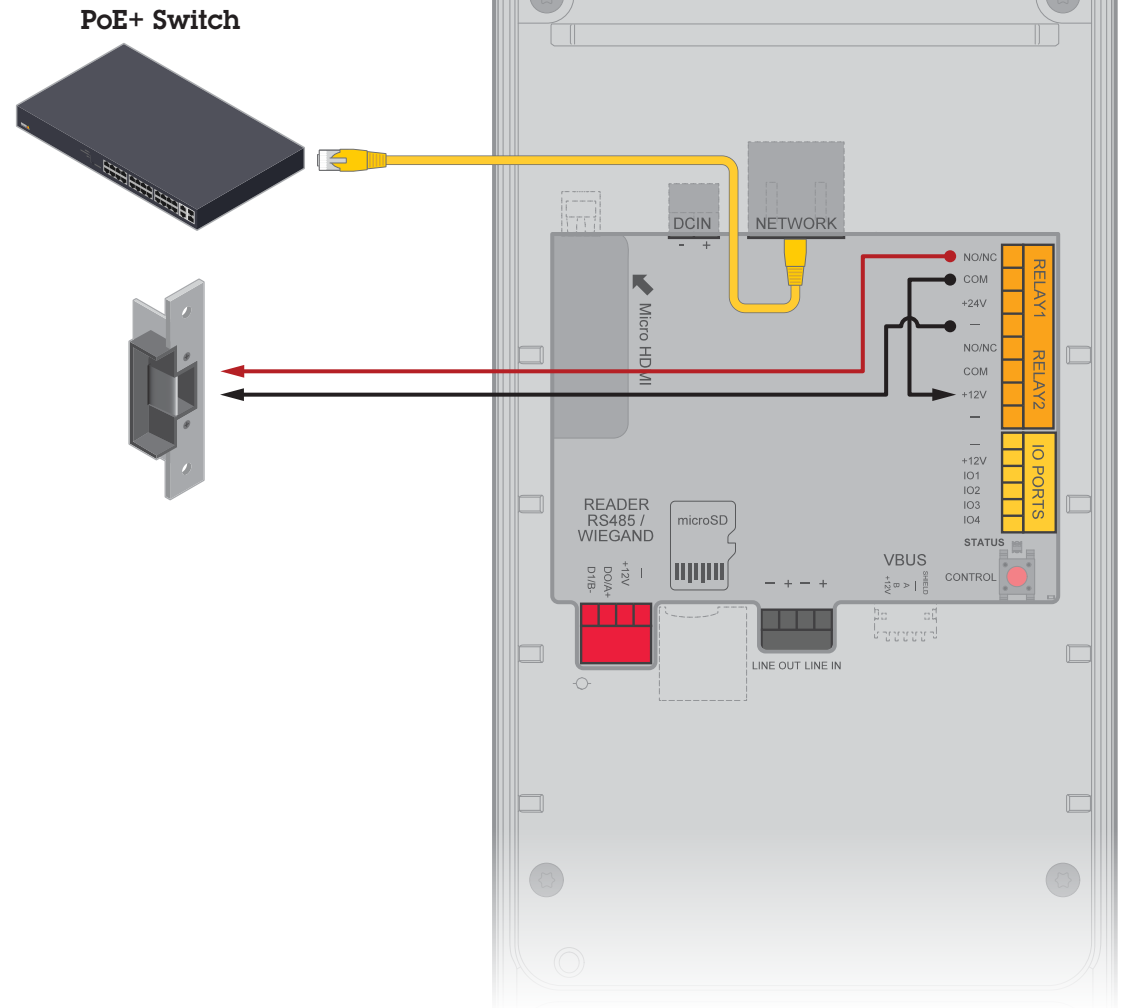 PoE+ Switch
DCIN
- +
NETWORK
Micro HDMI
NO/NC
COM
+24V
—
NO/NC
COM
+12V
—
RELAY1
RELAY2
—
+12V
IO1
IO2
IO3
IO4
IO PORTS
STATUS
CONTROL
READER
RS485 /
WIEGAND
D1/B-
DO/A+
+12V
—
microSD
- + - +
LINE OUT LINE IN
VBUS
+12V
B
A
—
SHIELD